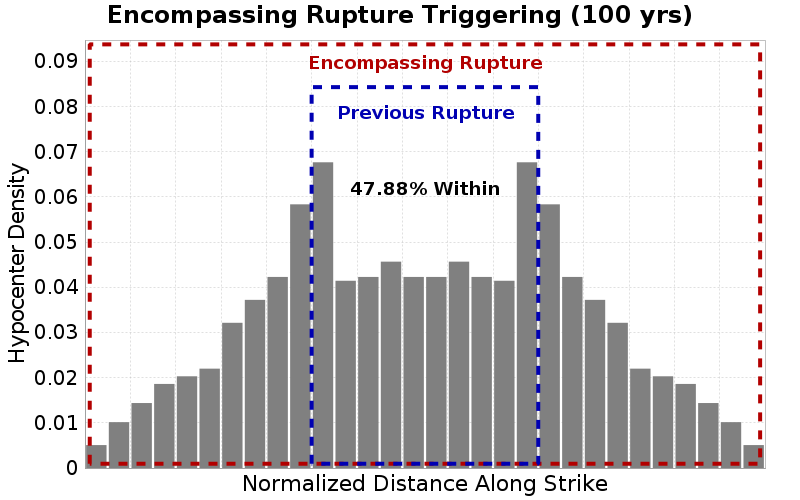 Encompassing Rupture Triggering (100 yrs)
0.09
Encompassing Rupture
0.08
Previous Rupture
0.07
47.88% Within
0.06
0.05
0.04
0.03
0.02
0.01
0
Hypocenter Density
Normalized Distance Along Strike